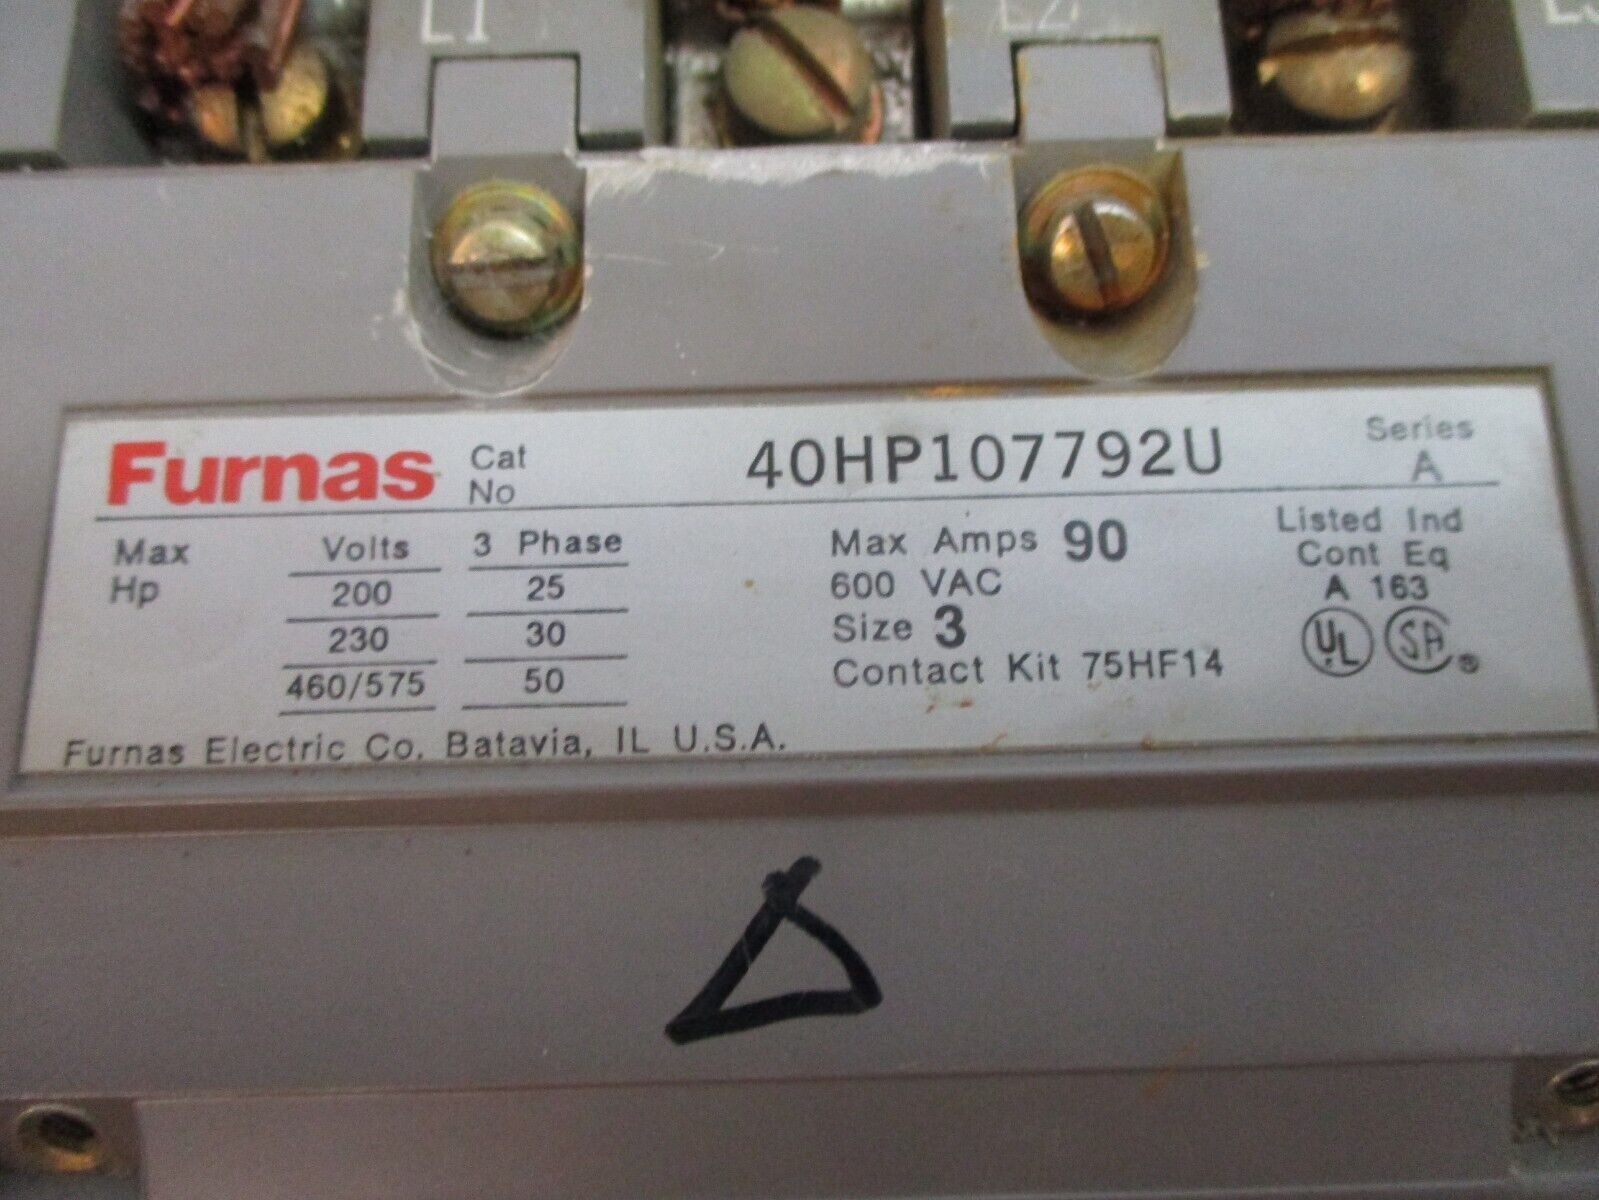 L1
L2
Furnas Cat No 40HP107792U Series A
Max Hp
Volts 3 Phase
200 25
230 30
460/575 50
Max Amps 90
600 VAC
Size 3
Contact Kit 75HF14
Listed Ind
Cont Eq
A 163
UL SA ®
Furnas Electric Co. Batavia, IL U.S.A.